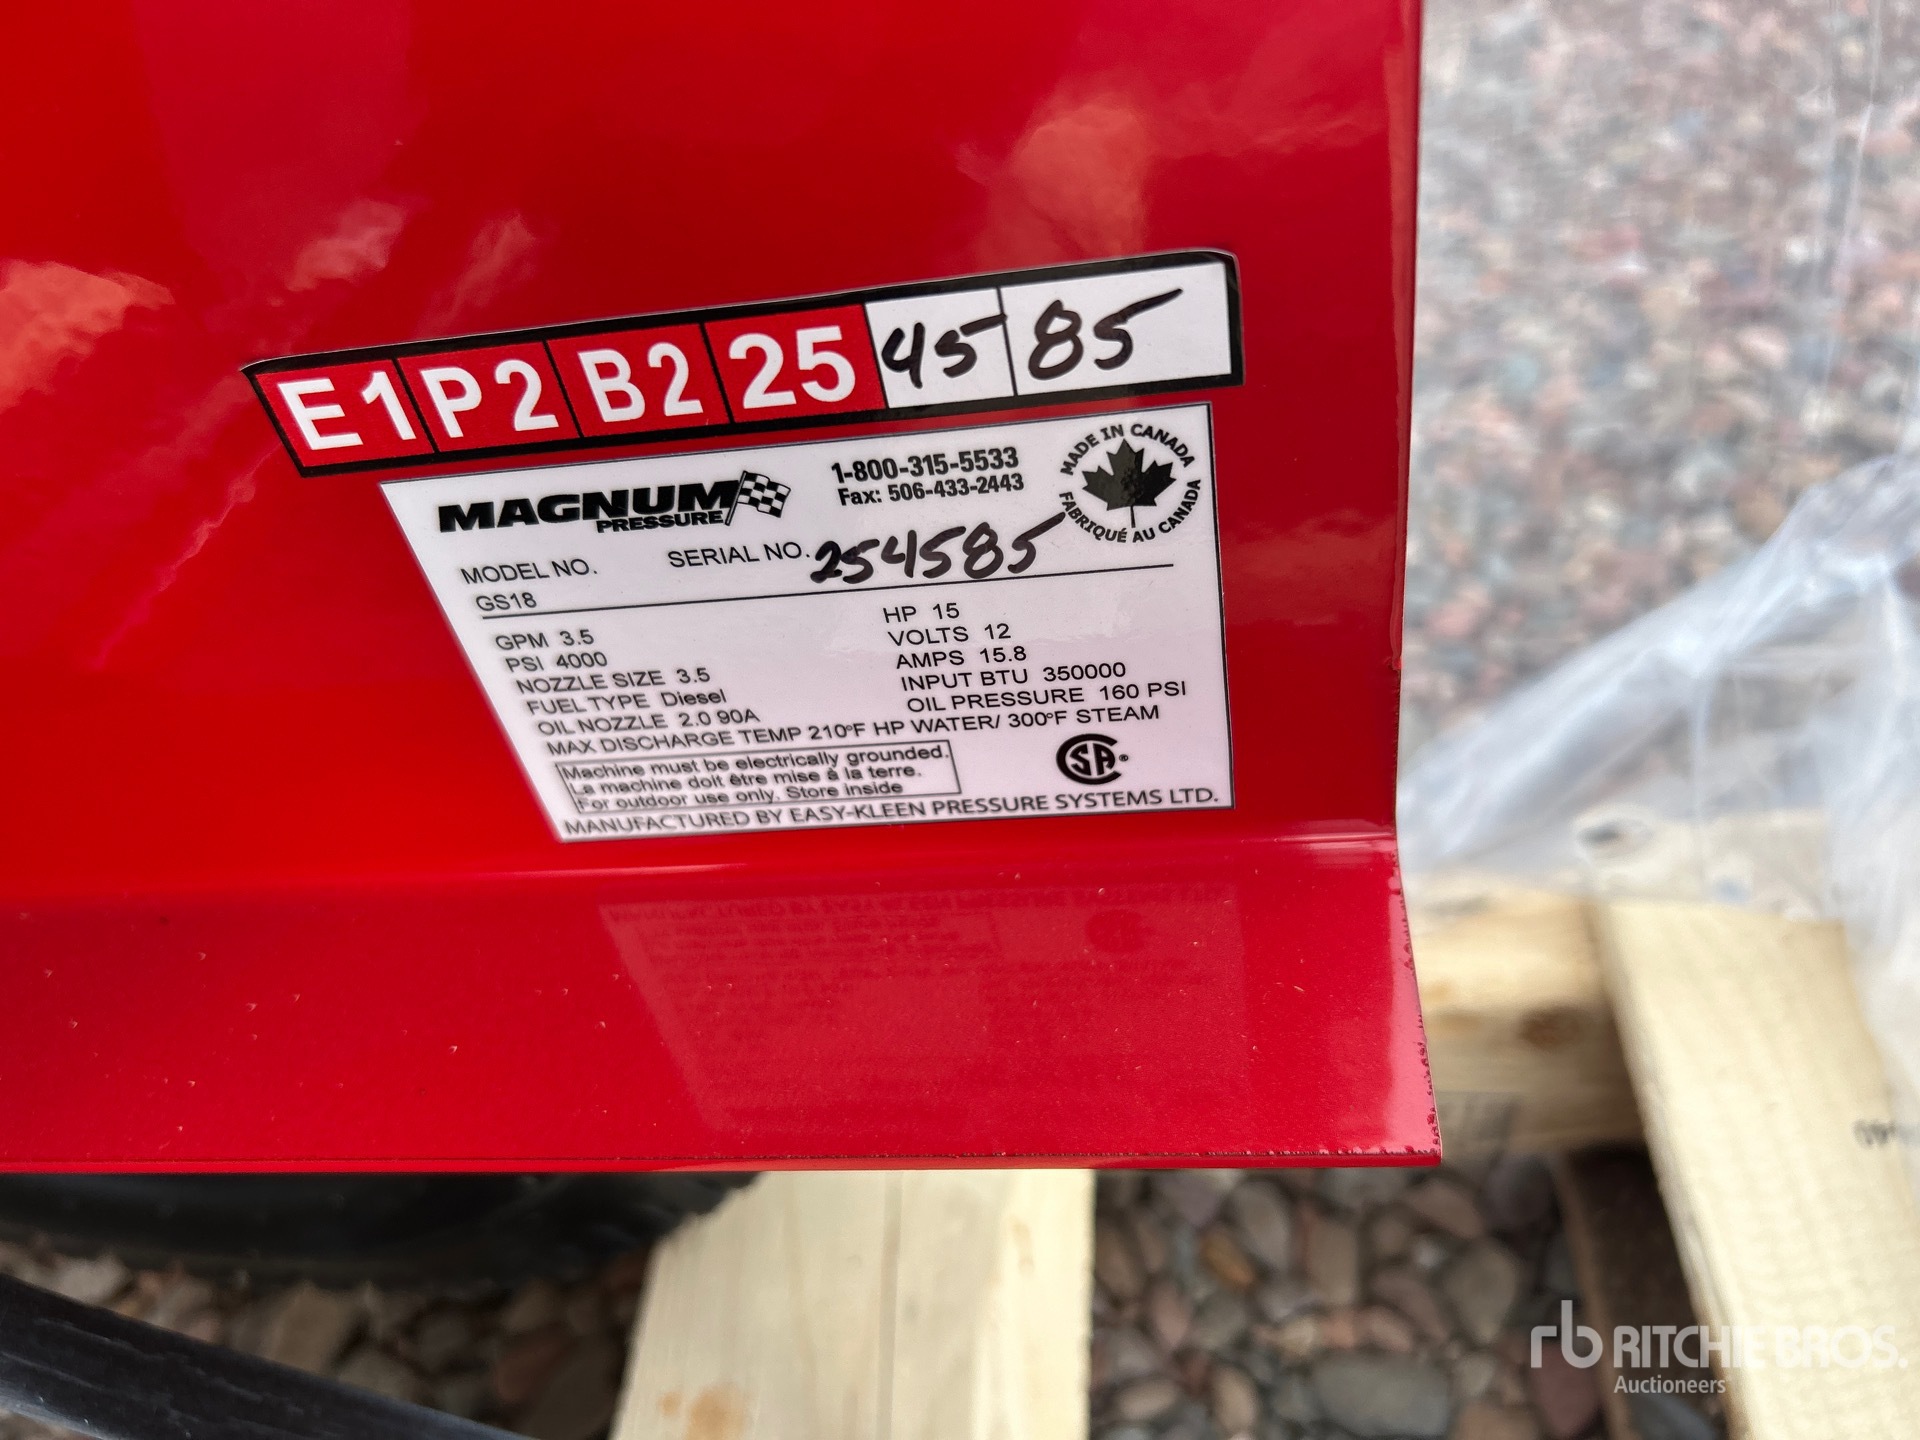 E1 P2 B2 25 45 85
MAGNUM PRESSURE
1-800-315-5533
Fax: 506-433-2443
MADE IN CANADA
FABRIQUÉ AU CANADA
MODEL NO. SERIAL NO. 254585
GS18
GPM 3.5 HP 15
PSI 4000 VOLTS 12
NOZZLE SIZE 3.5 AMPS 15.8
FUEL TYPE Diesel INPUT BTU 350000
OIL NOZZLE 2.0 90A OIL PRESSURE 160 PSI
MAX DISCHARGE TEMP 210°F HP WATER/ 300°F STEAM
Machine must be electrically grounded.
La machine doit être mise à la terre.
For outdoor use only. Store inside
CSA
MANUFACTURED BY EASY-KLEEN PRESSURE SYSTEMS LTD.
rb RITCHIE BROS.
Auctioneers